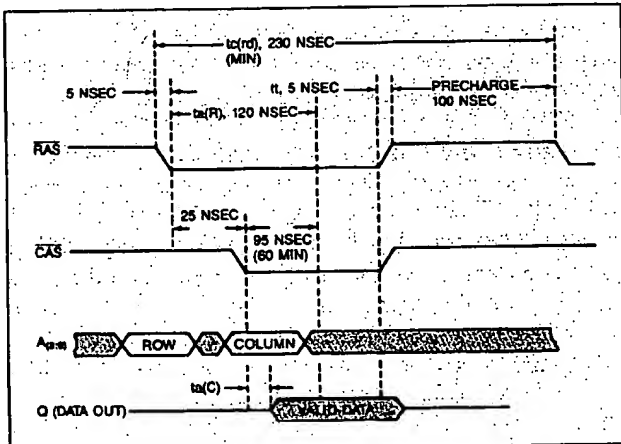 tc(rd), 230 NSEC
(MIN)
5 NSEC
tt, 5 NSEC
PRECHARGE
100 NSEC
ta(R), 120 NSEC
RAS
25 NSEC
95 NSEC
(60 MIN)
CAS
ROW
COLUMN
ta(C)
Q (DATA OUT)
VALID DATA